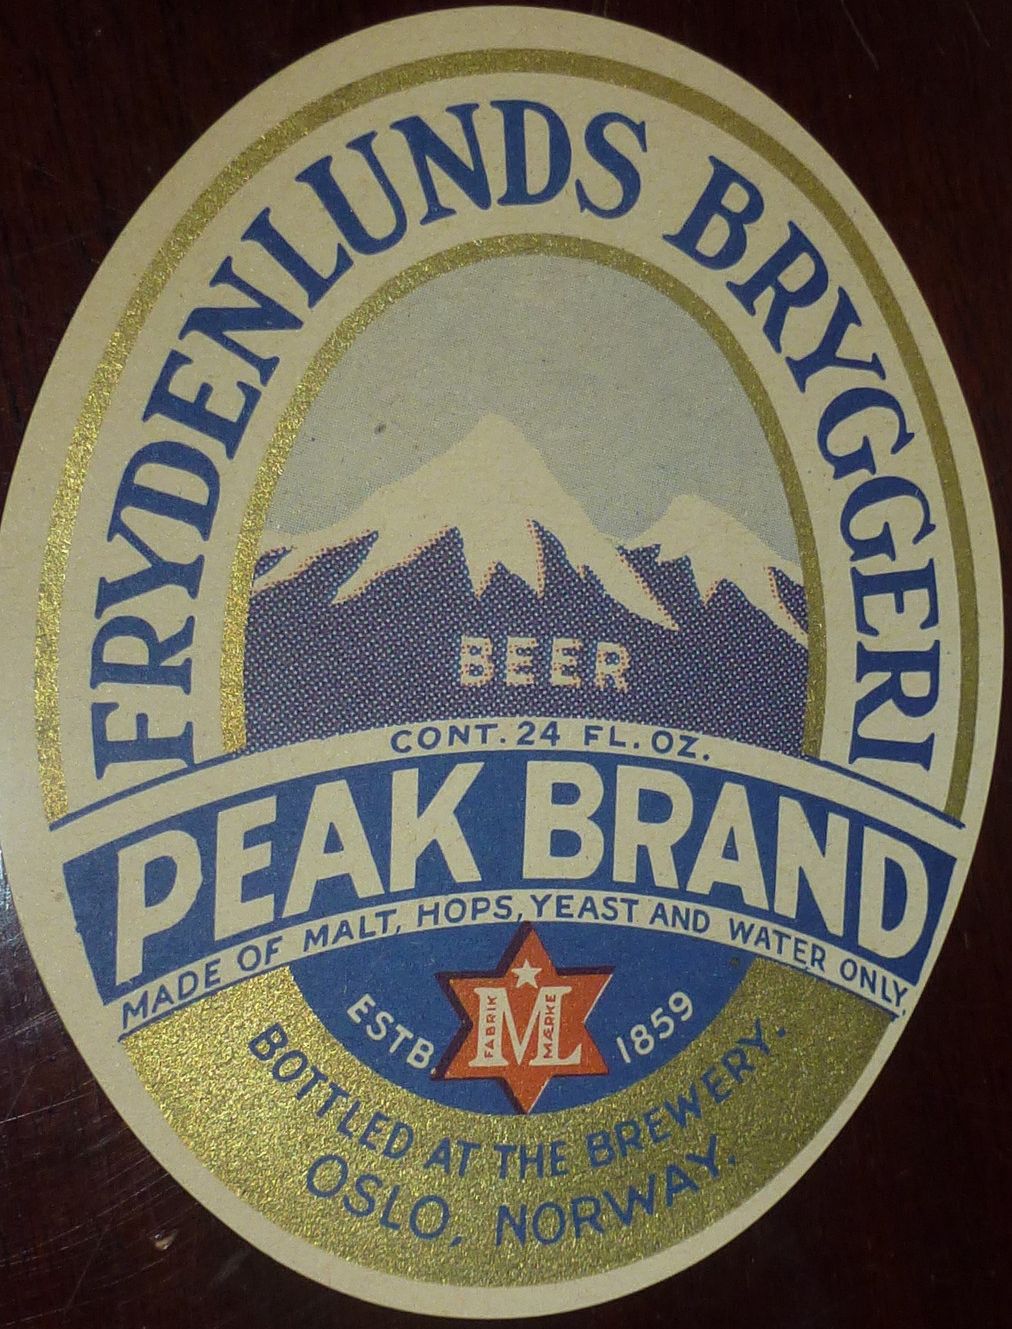 FRYDENLUNDS BRYGGERI
BEER
CONT. 24 FL. OZ.
PEAK BRAND
MADE OF MALT, HOPS, YEAST AND WATER ONLY.
ESTB. 1859
FABRIK ML MÆRKE
BOTTLED AT THE BREWERY.
OSLO, NORWAY.